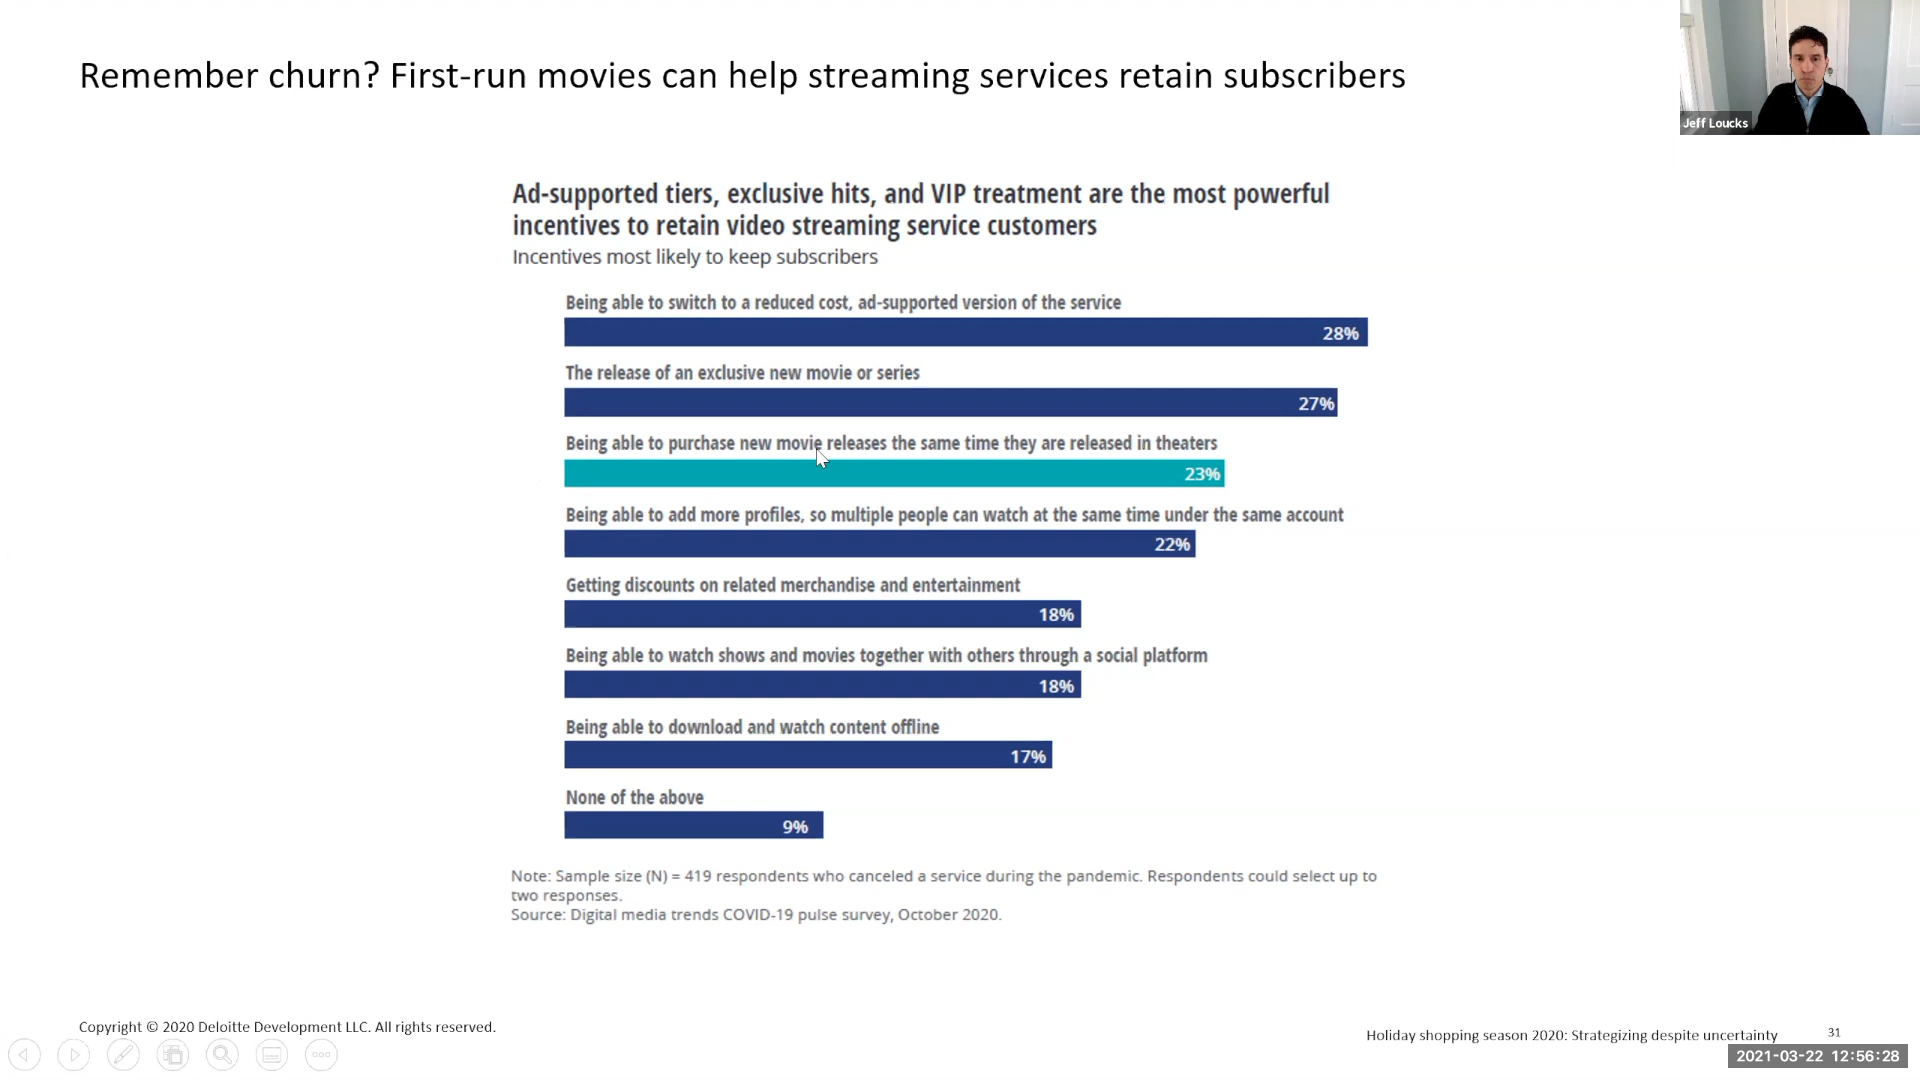 Remember churn? First-run movies can help streaming services retain subscribers
Jeff Loucks
Ad-supported tiers, exclusive hits, and VIP treatment are the most powerful
incentives to retain video streaming service customers
Incentives most likely to keep subscribers
Being able to switch to a reduced cost, ad-supported version of the service
28%
The release of an exclusive new movie or series
27%
Being able to purchase new movie releases the same time they are released in theaters
23%
Being able to add more profiles, so multiple people can watch at the same time under the same account
22%
Getting discounts on related merchandise and entertainment
18%
Being able to watch shows and movies together with others through a social platform
18%
Being able to download and watch content offline
17%
None of the above
9%
Note: Sample size (N) = 419 respondents who canceled a service during the pandemic. Respondents could select up to
two responses.
Source: Digital media trends COVID-19 pulse survey, October 2020.
Copyright © 2020 Deloitte Development LLC. All rights reserved.
Holiday shopping season 2020: Strategizing despite uncertainty
31
2021-03-22 12:56:28